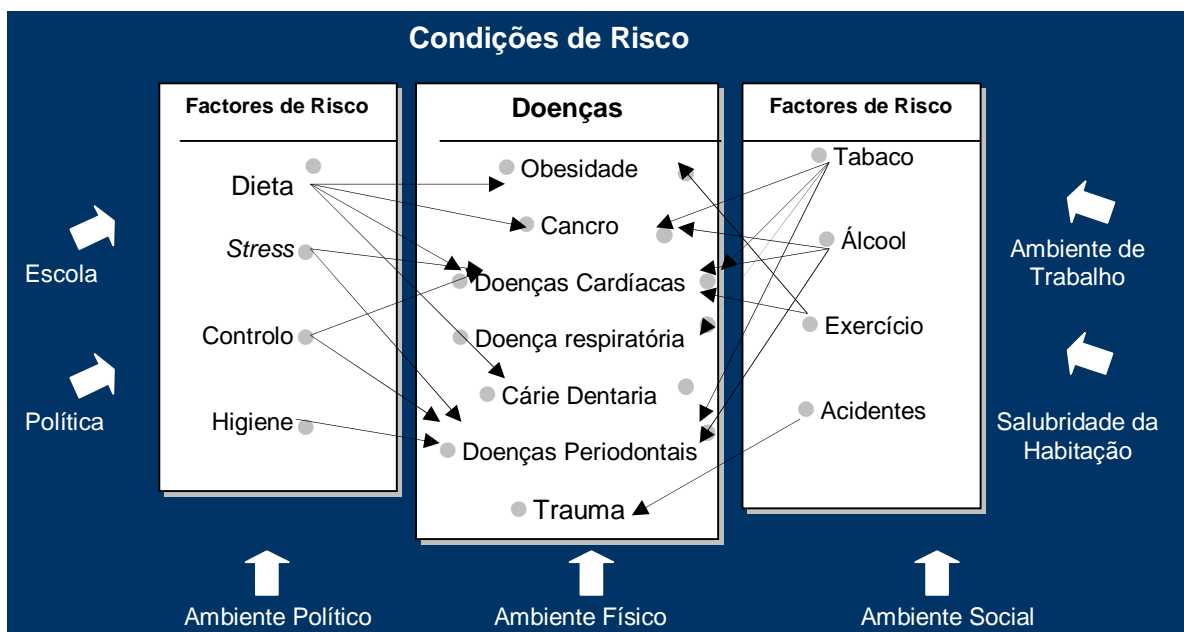 Condições de Risco
Factores de Risco
Dieta
Stress
Controlo
Higiene
Doenças
Obesidade
Cancro
Doenças Cardíacas
Doença respiratória
Cárie Dentaria
Doenças Periodontais
Trauma
Factores de Risco
Tabaco
Álcool
Exercício
Acidentes
Escola
Política
Ambiente de
Trabalho
Salubridade da
Habitação
Ambiente Político
Ambiente Físico
Ambiente Social